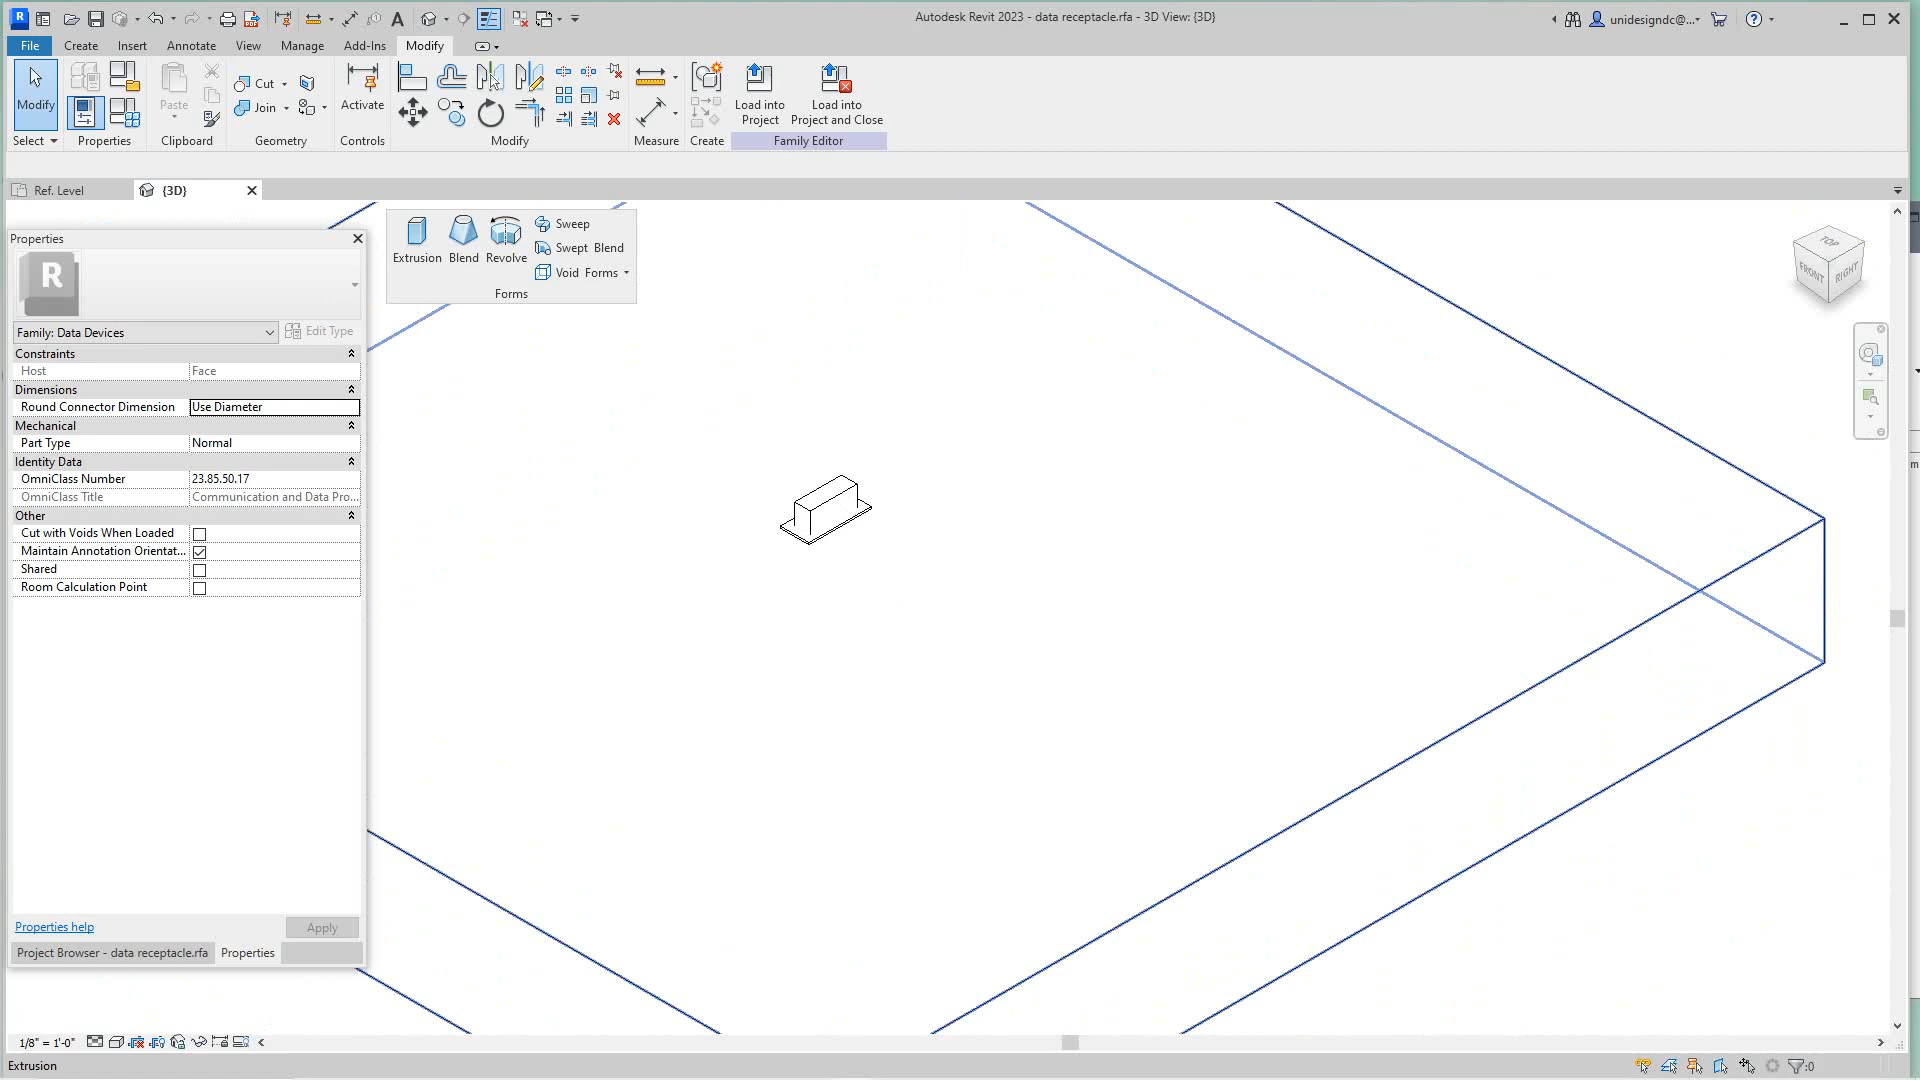 Autodesk Revit 2023 - data receptacle.rfa - 3D View: {3D}
unidesigndc@...
File
Create
Insert
Annotate
View
Manage
Add-Ins
Modify
Modify
Paste
Cut
Join
Activate
Load into
Project
Load into
Project and Close
Select
Properties
Clipboard
Geometry
Controls
Modify
Measure
Create
Family Editor
Ref. Level
{3D}
Properties
R
Family: Data Devices
Edit Type
Constraints
Host
Face
Dimensions
Round Connector Dimension
Use Diameter
Mechanical
Part Type
Normal
Identity Data
OmniClass Number
23.85.50.17
OmniClass Title
Communication and Data Pro...
Other
Cut with Voids When Loaded
Maintain Annotation Orientat...
Shared
Room Calculation Point
Properties help
Apply
Project Browser - data receptacle.rfa
Properties
Extrusion
Blend
Revolve
Sweep
Swept Blend
Void Forms
Forms
TOP
FRONT
RIGHT
1/8" = 1'-0"
Extrusion
:0